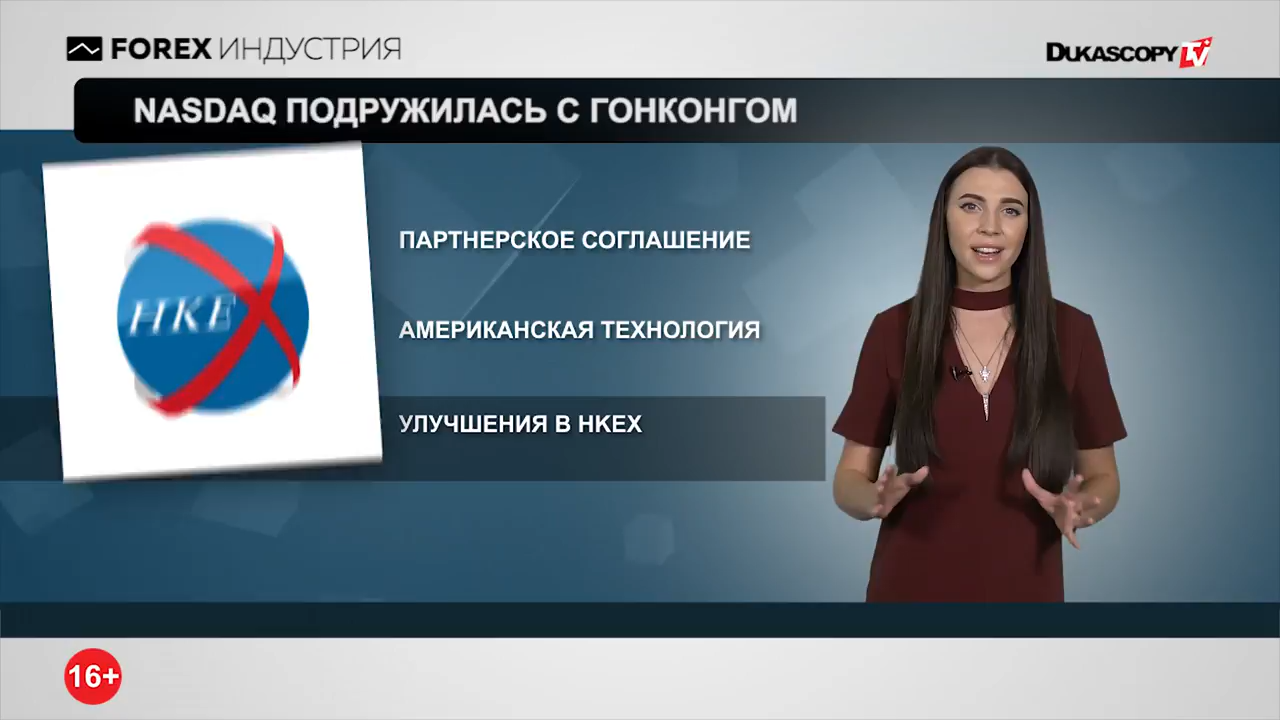 FOREX ИНДУСТРИЯ
DUKASCOPY TV
NASDAQ ПОДРУЖИЛАСЬ С ГОНКОНГОМ
HKEX
ПАРТНЕРСКОЕ СОГЛАШЕНИЕ
АМЕРИКАНСКАЯ ТЕХНОЛОГИЯ
УЛУЧШЕНИЯ В HKEX
16+